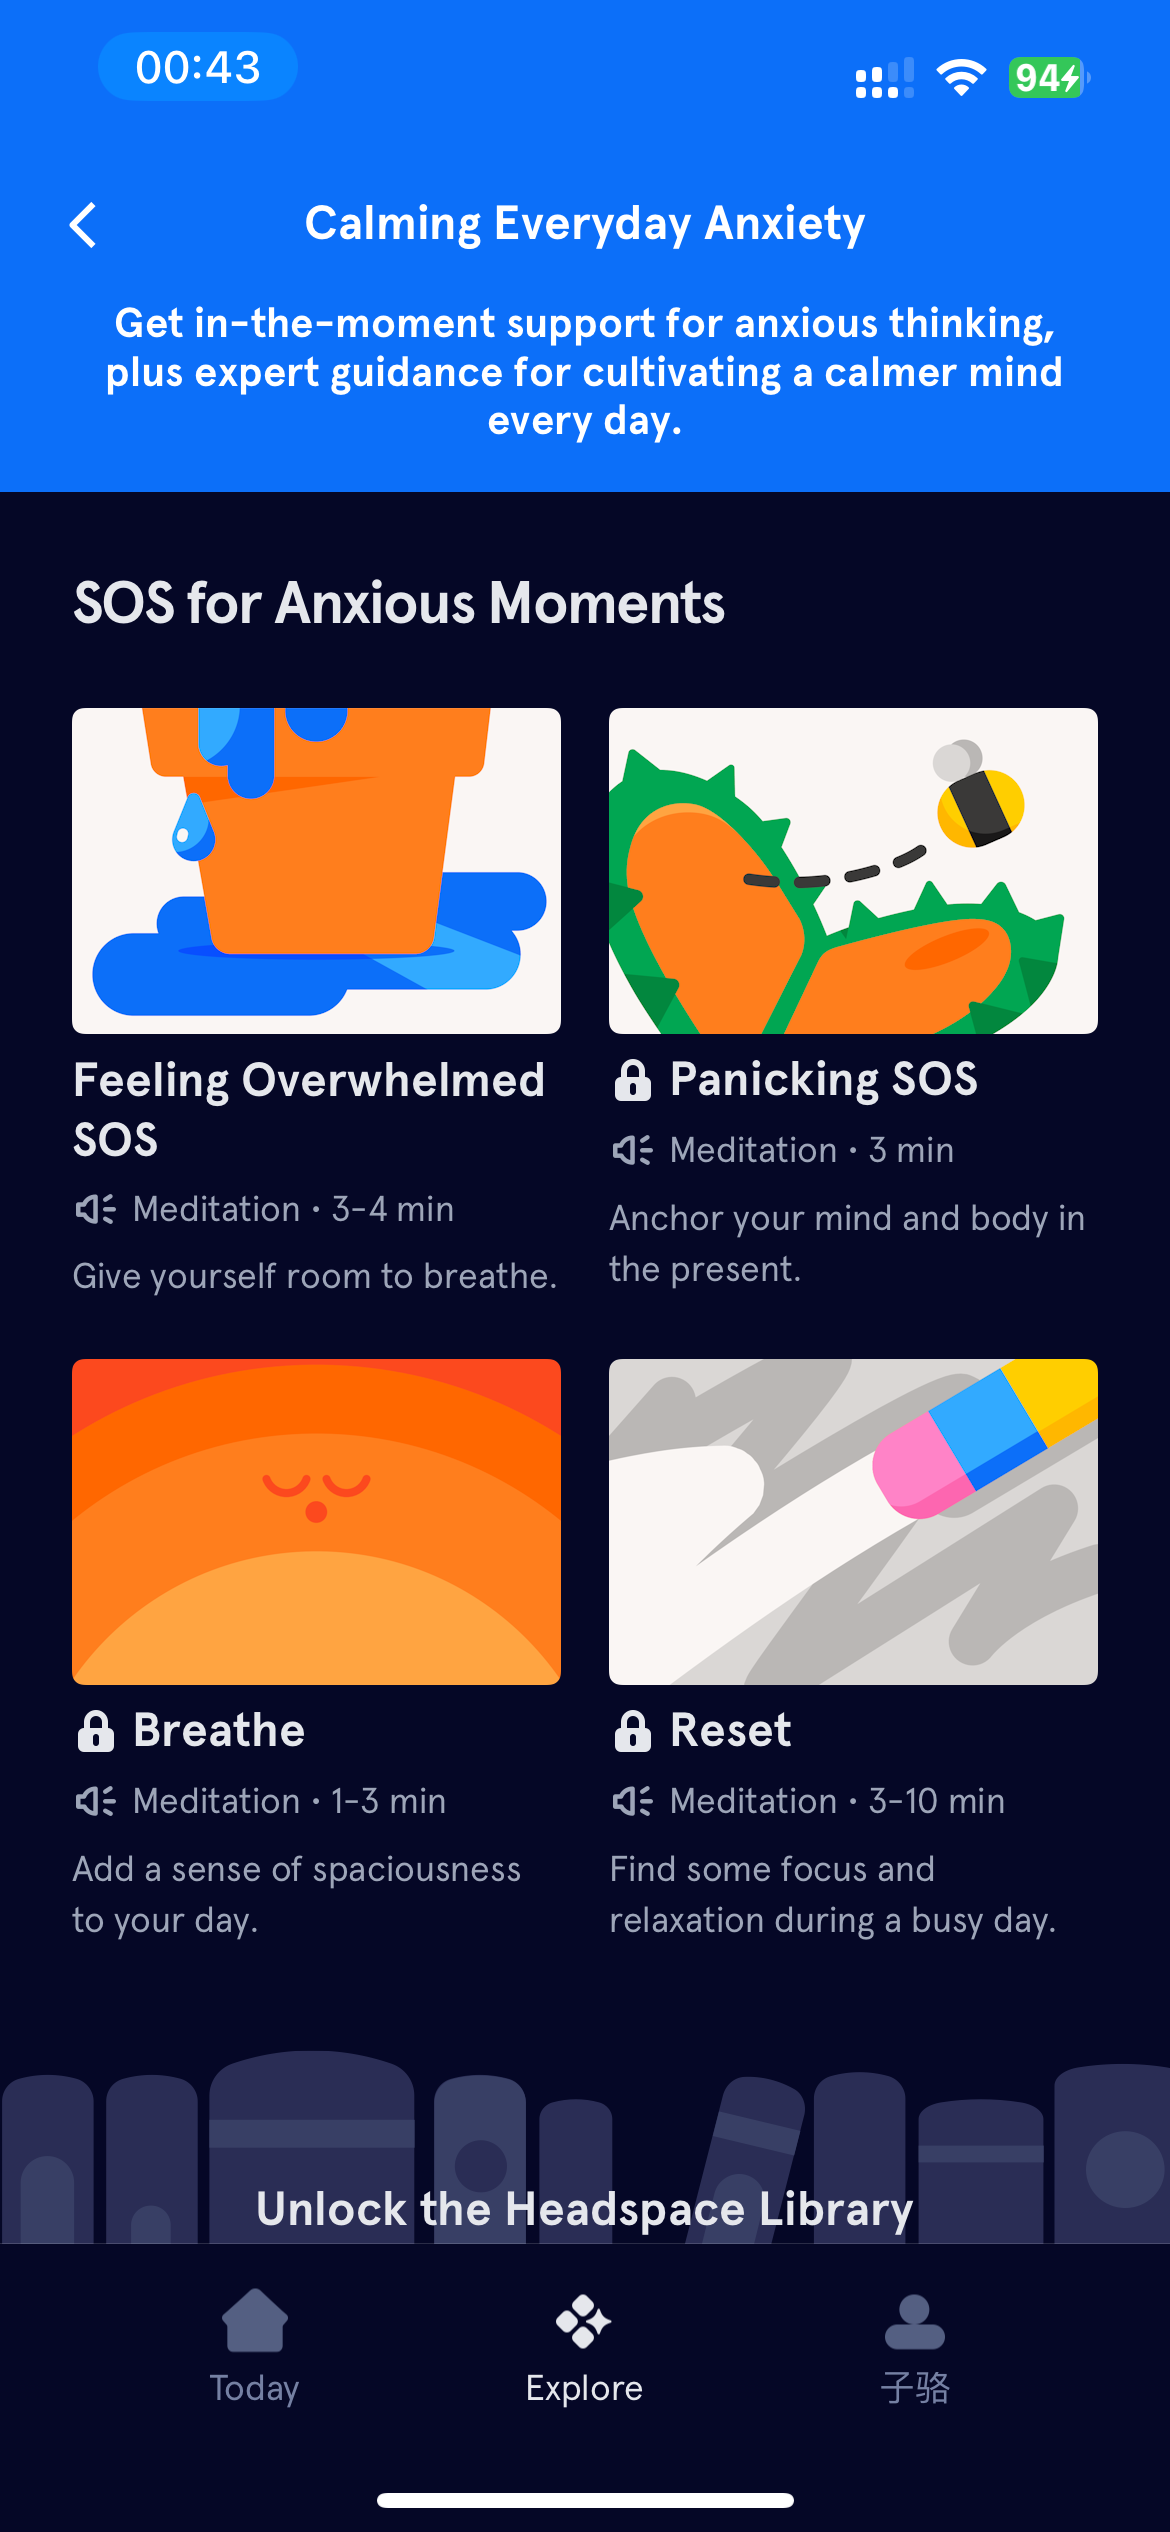 00:43
94
Calming Everyday Anxiety
Get in-the-moment support for anxious thinking,
plus expert guidance for cultivating a calmer mind
every day.
SOS for Anxious Moments
Feeling Overwhelmed
SOS
Meditation • 3-4 min
Give yourself room to breathe.
Panicking SOS
Meditation • 3 min
Anchor your mind and body in
the present.
Breathe
Meditation • 1-3 min
Add a sense of spaciousness
to your day.
Reset
Meditation • 3-10 min
Find some focus and
relaxation during a busy day.
Unlock the Headspace Library
Today
Explore
子骆